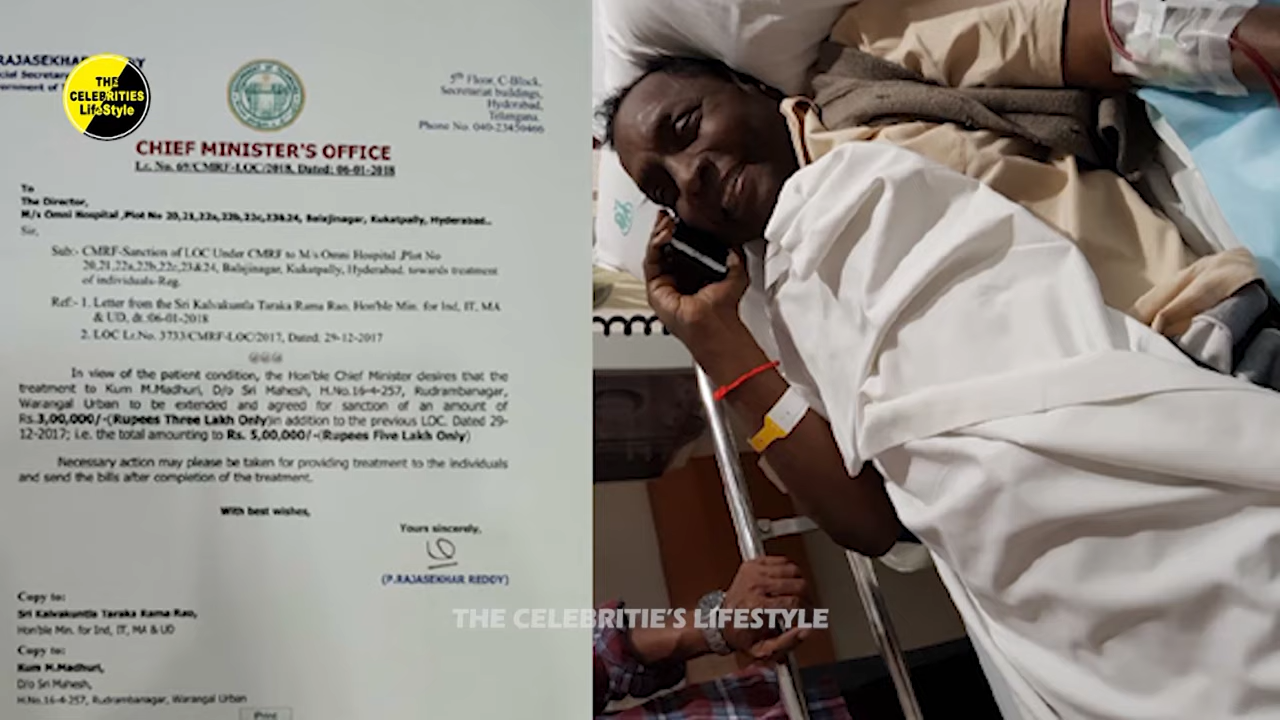 RAJASEKHAR REDDY
THE
CELEBRITIES
LifeStyle
5th Floor, C-Block,
Secretariat buildings,
Hyderabad,
Telangana.
Phone No. 040-23450466
CHIEF MINISTER'S OFFICE
Lr. No. 69/CMRF-LOC/2018, Dated: 06-01-2018
To
The Director,
M/s Omni Hospital ,Plot No 20,21,22a,22b,22c,23&24, Balajinagar, Kukatpally, Hyderabad..
Sir,
Sub:- CMRF-Sanction of LOC Under CMRF to M/s Omni Hospital ,Plot No
20,21,22a,22b,22c,23&24, Balajinagar, Kukatpally, Hyderabad. towards treatment
of individuals-Reg.
Ref:- 1. Letter from the Sri Kalvakuntla Taraka Rama Rao, Hon'ble Min. for Ind, IT, MA
& UD, dt:06-01-2018
2. LOC Lr.No. 3733/CMRF-LOC/2017, Dated: 29-12-2017
@@@
In view of the patient condition, the Hon'ble Chief Minister desires that the
treatment to Kum M.Madhuri, D/o Sri Mahesh, H.No.16-4-257, Rudrambanagar,
Warangal Urban to be extended and agreed for sanction of an amount of
Rs.3,00,000/-(Rupees Three Lakh Only)in addition to the previous LOC. Dated 29-
12-2017; i.e. the total amounting to Rs. 5,00,000/-(Rupees Five Lakh Only)
Necessary action may please be taken for providing treatment to the individuals
and send the bills after completion of the treatment.
With best wishes,
Yours sincerely,
(P.RAJASEKHAR REDDY)
Copy to:
Sri Kalvakuntla Taraka Rama Rao,
Hon'ble Min. for Ind, IT, MA & UD
Copy to:
Kum M.Madhuri,
D/o Sri Mahesh,
H.No.16-4-257, Rudrambanagar, Warangal Urban
Print
THE CELEBRITIE'S LIFESTYLE